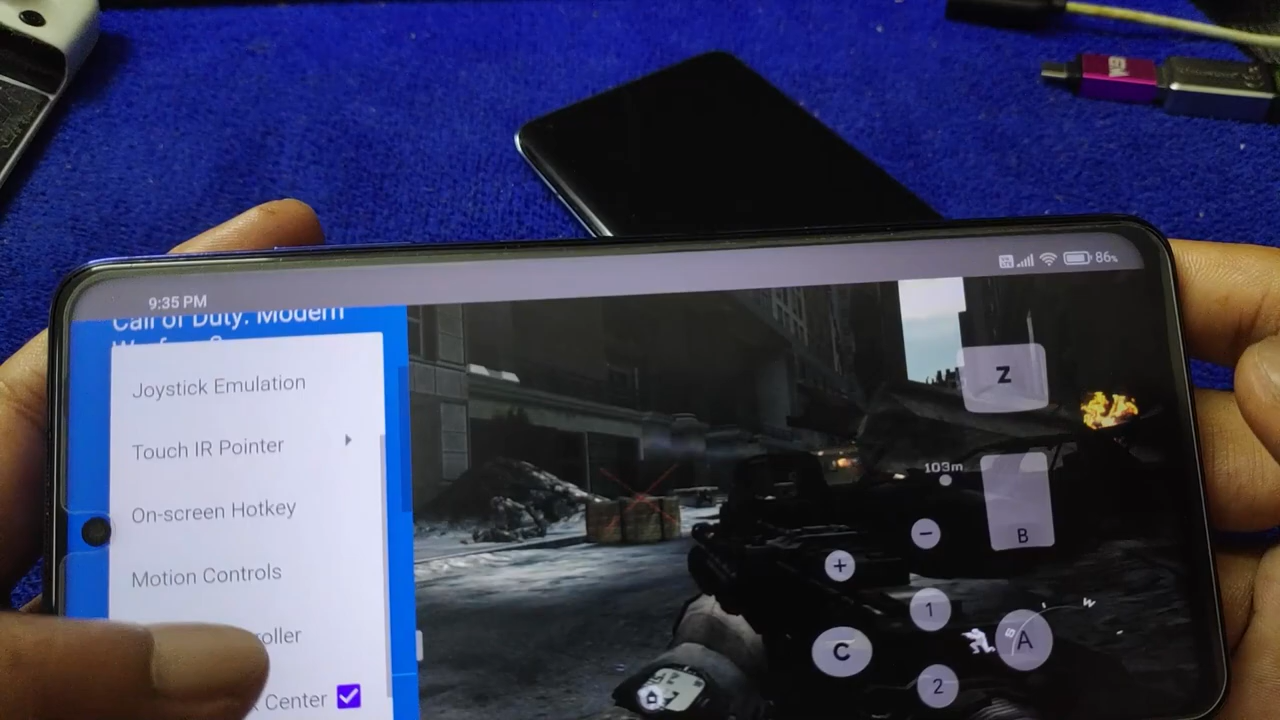 9:35 PM
86%
Call of Duty: Modern
Joystick Emulation
Touch IR Pointer
On-screen Hotkey
Motion Controls
roller
Center
Z
103m
B
-
+
1
W
S
A
C
2